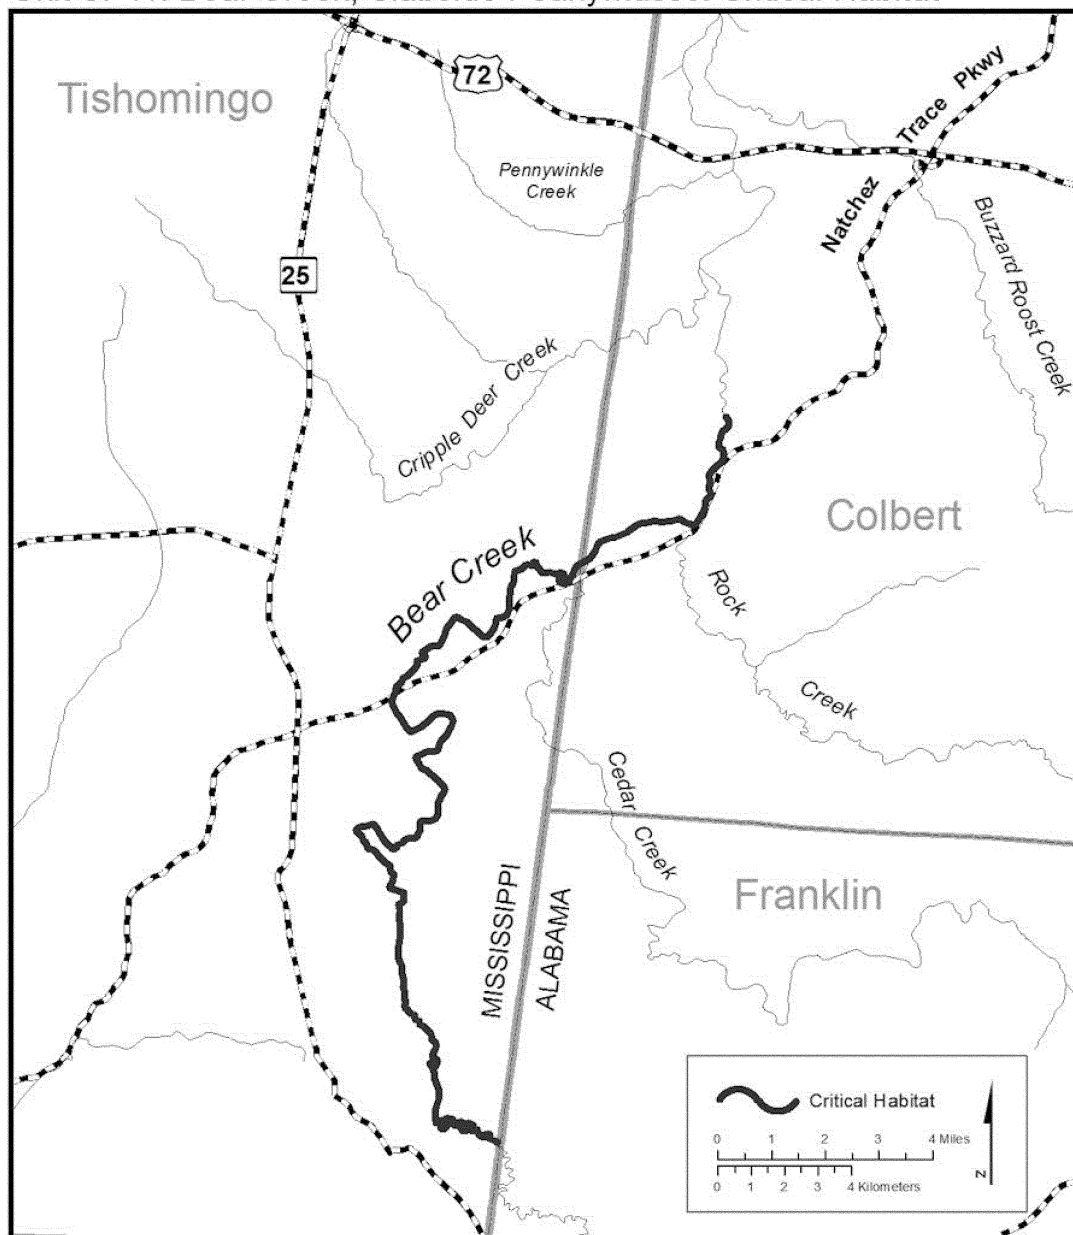 Tishomingo
72
Trace Pkwy
Natchez
Pennywinkle
Creek
Buzzard Roost Creek
25
Cripple Deer Creek
Colbert
Bear Creek
Rock
Creek
Cedar Creek
Franklin
MISSISSIPPI
ALABAMA
Critical Habitat
0 1 2 3 4 Miles
0 1 2 3 4 Kilometers
N